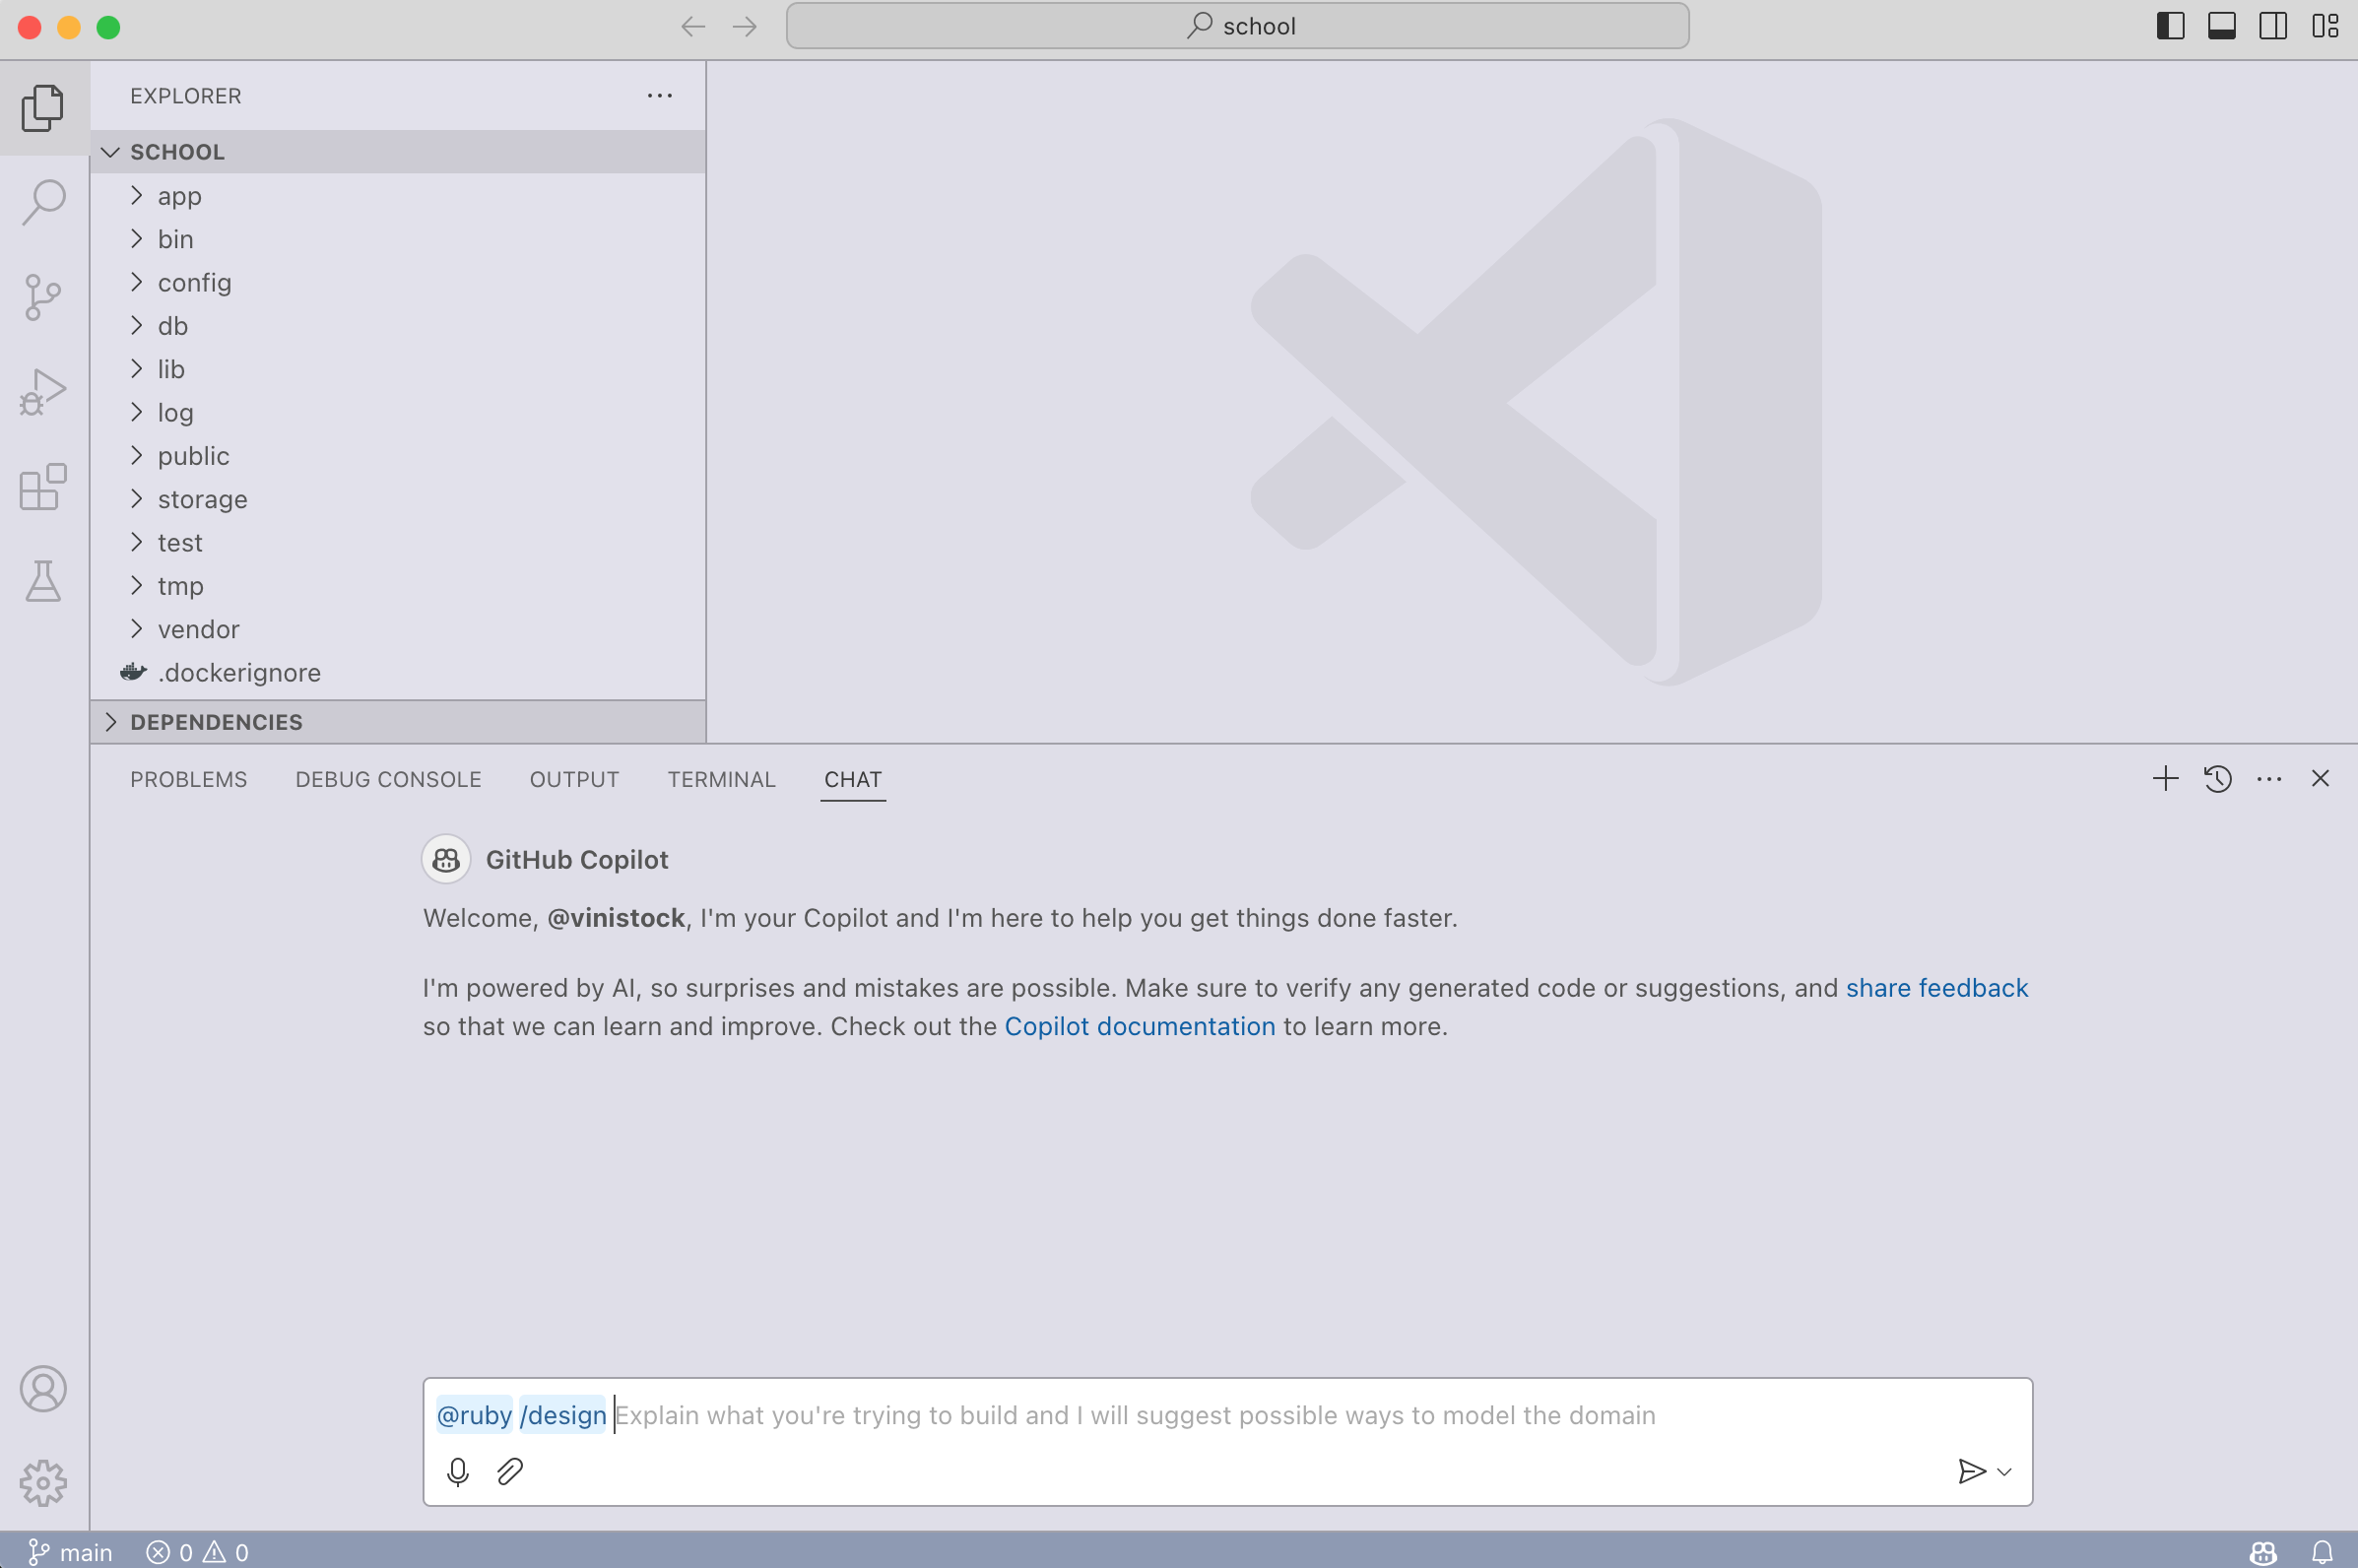 school
EXPLORER
SCHOOL
app
bin
config
db
lib
log
public
storage
test
tmp
vendor
.dockerignore
DEPENDENCIES
PROBLEMS DEBUG CONSOLE OUTPUT TERMINAL CHAT
GitHub Copilot
Welcome, @vinistock, I'm your Copilot and I'm here to help you get things done faster.
I'm powered by AI, so surprises and mistakes are possible. Make sure to verify any generated code or suggestions, and share feedback
so that we can learn and improve. Check out the Copilot documentation to learn more.
@ruby /design Explain what you're trying to build and I will suggest possible ways to model the domain
main 0 0